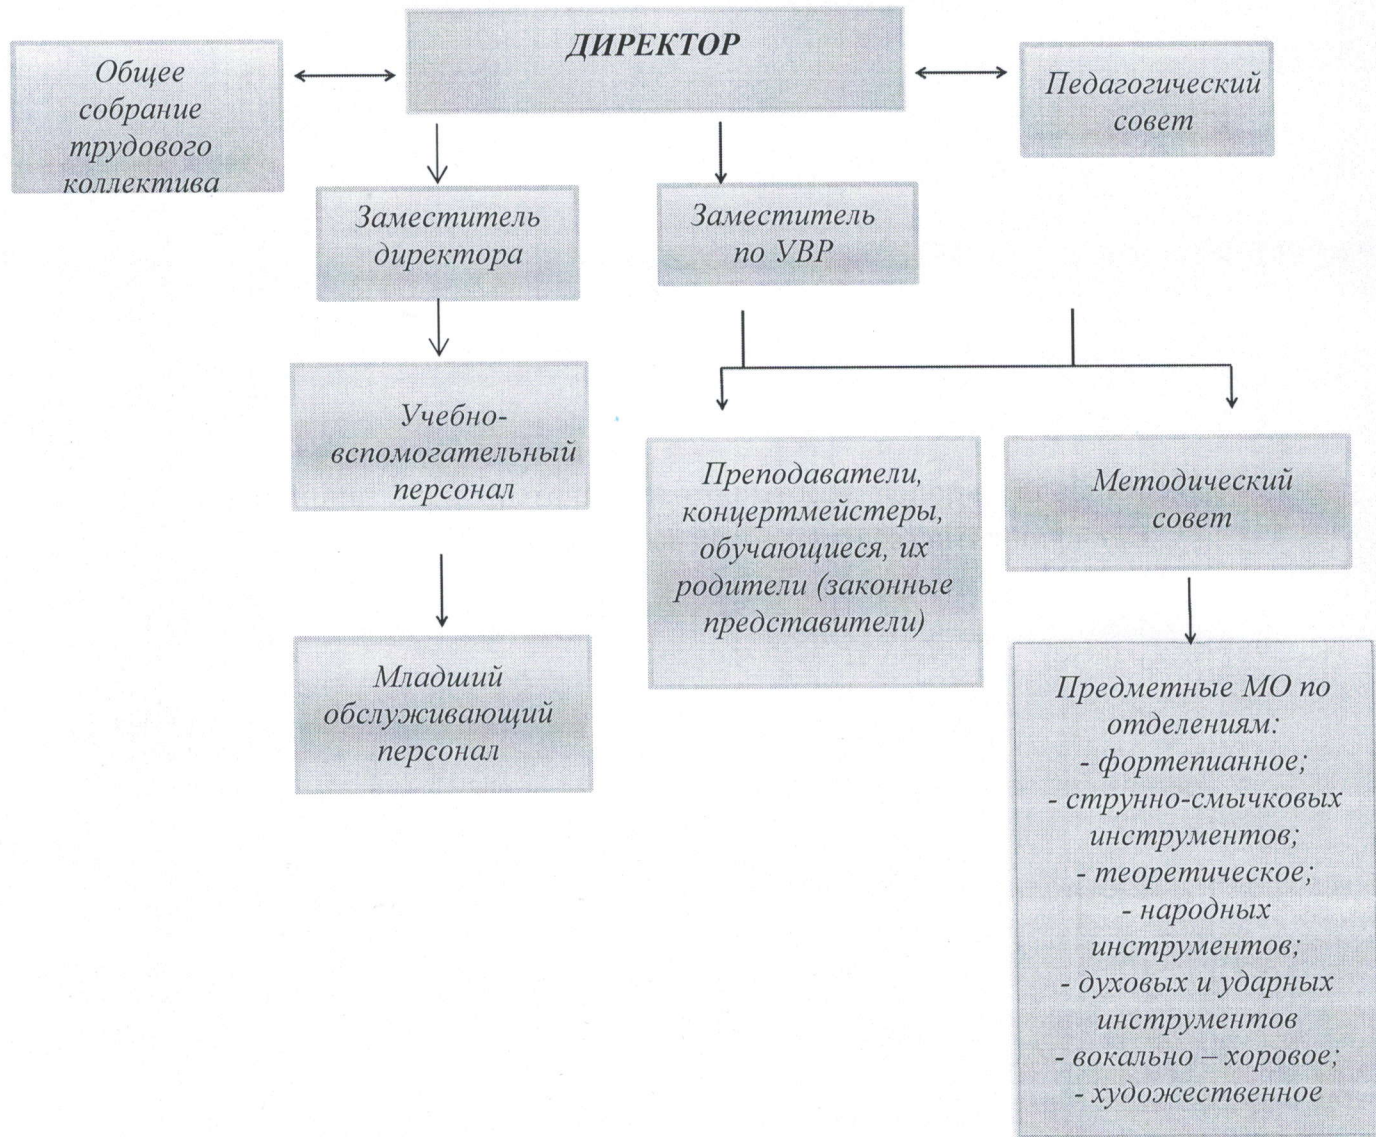 ДИРЕКТОР
Общее
собрание
трудового
коллектива
Педагогический
совет
Заместитель
директора
Заместитель
по УВР
Учебно-
вспомогательный
персонал
Преподаватели,
концертмейстеры,
обучающиеся, их
родители (законные
представители)
Методический
совет
Младший
обслуживающий
персонал
Предметные МО по
отделениям:
- фортепианное;
- струнно-смычковых
инструментов;
- теоретическое;
- народных
инструментов;
- духовых и ударных
инструментов
- вокально – хоровое;
- художественное